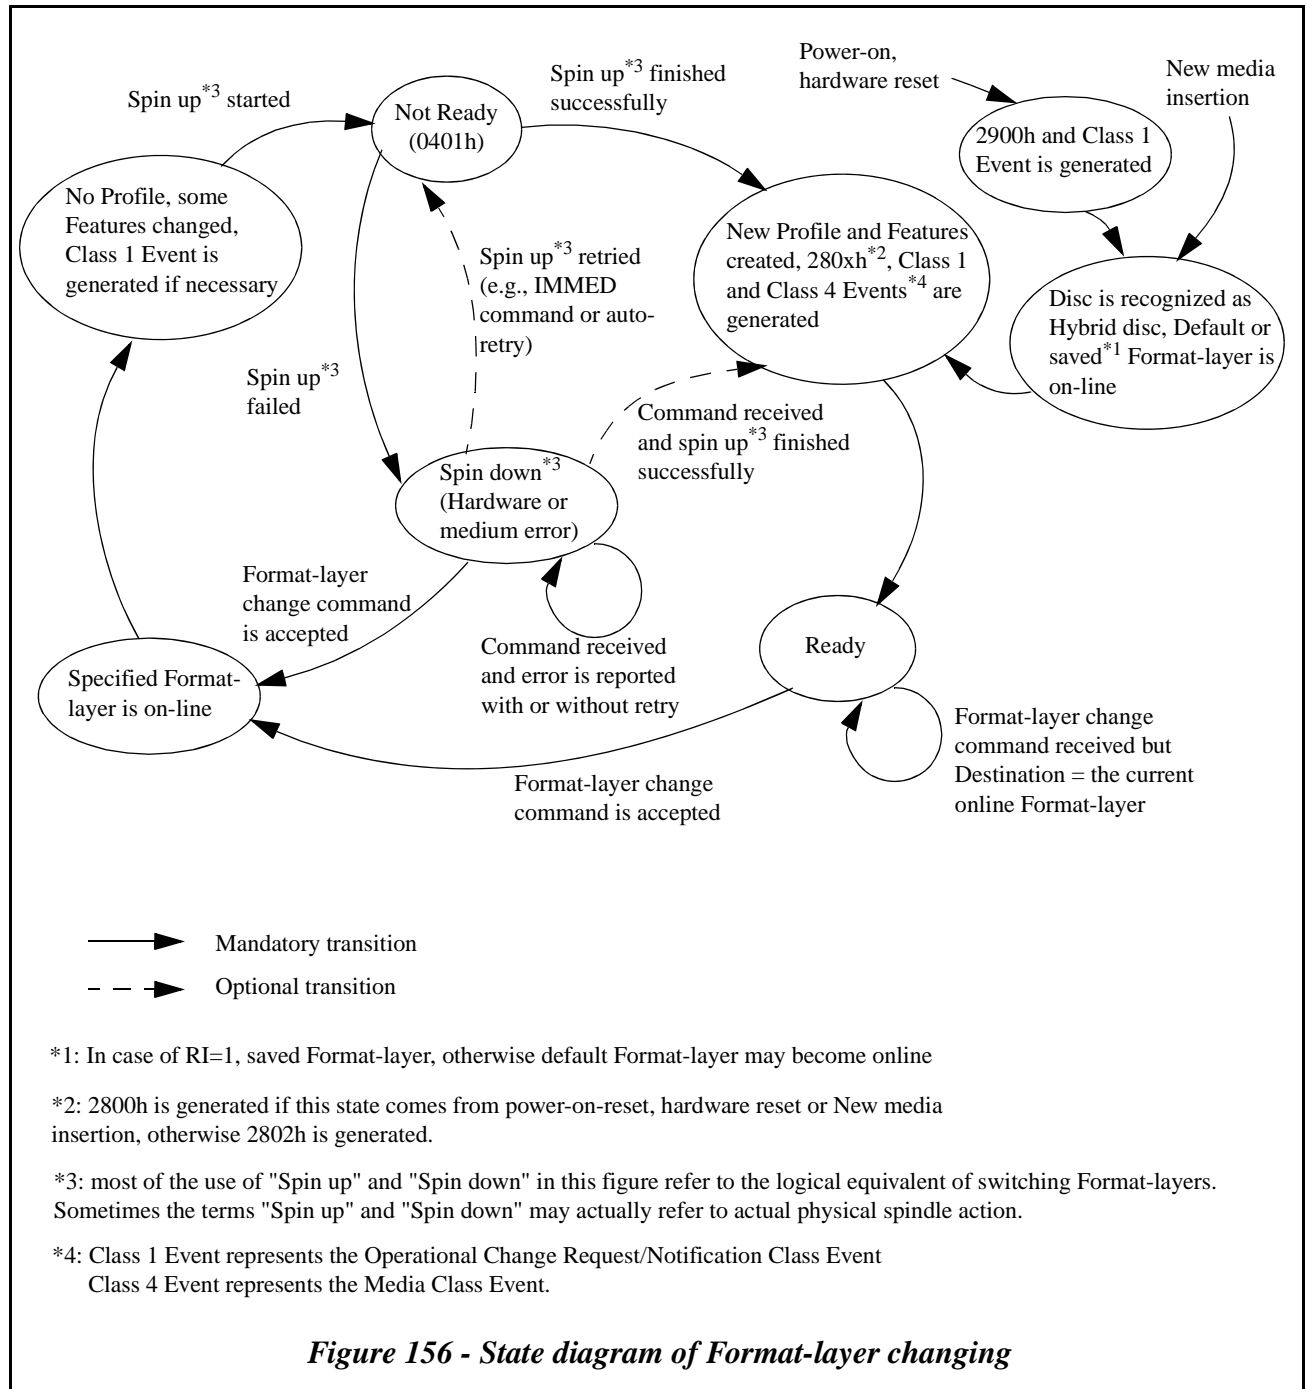 Power-on,
hardware reset
New media
insertion
Spin up*3 started
Spin up*3 finished
successfully
Not Ready
(0401h)
2900h and Class 1
Event is generated
No Profile, some
Features changed,
Class 1 Event is
generated if necessary
Spin up*3 retried
(e.g., IMMED
command or auto-
retry)
New Profile and Features
created, 280xh*2, Class 1
and Class 4 Events*4 are
generated
Disc is recognized as
Hybrid disc, Default or
saved*1 Format-layer is
on-line
Spin up*3
failed
Command received
and spin up*3 finished
successfully
Spin down*3
(Hardware or
medium error)
Format-layer
change command
is accepted
Command received
and error is reported
with or without retry
Ready
Specified Format-
layer is on-line
Format-layer change
command received but
Destination = the current
online Format-layer
Format-layer change
command is accepted
Mandatory transition
Optional transition
*1: In case of RI=1, saved Format-layer, otherwise default Format-layer may become online
*2: 2800h is generated if this state comes from power-on-reset, hardware reset or New media
insertion, otherwise 2802h is generated.
*3: most of the use of "Spin up" and "Spin down" in this figure refer to the logical equivalent of switching Format-layers.
Sometimes the terms "Spin up" and "Spin down" may actually refer to actual physical spindle action.
*4: Class 1 Event represents the Operational Change Request/Notification Class Event
Class 4 Event represents the Media Class Event.
Figure 156 - State diagram of Format-layer changing